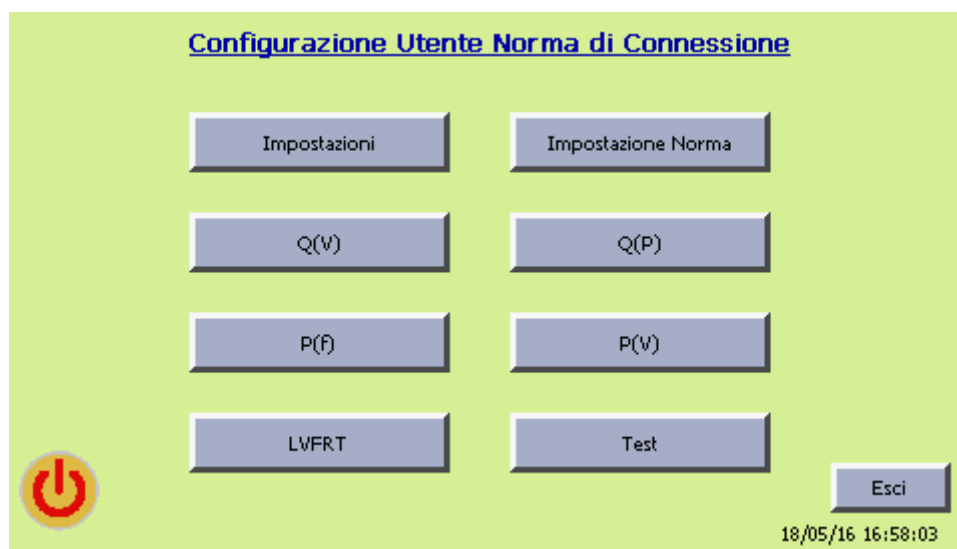 Configurazione Utente Norma di Connessione
Impostazioni
Impostazione Norma
Q(V)
Q(P)
P(f)
P(V)
LVFRT
Test
Esci
18/05/16 16:58:03